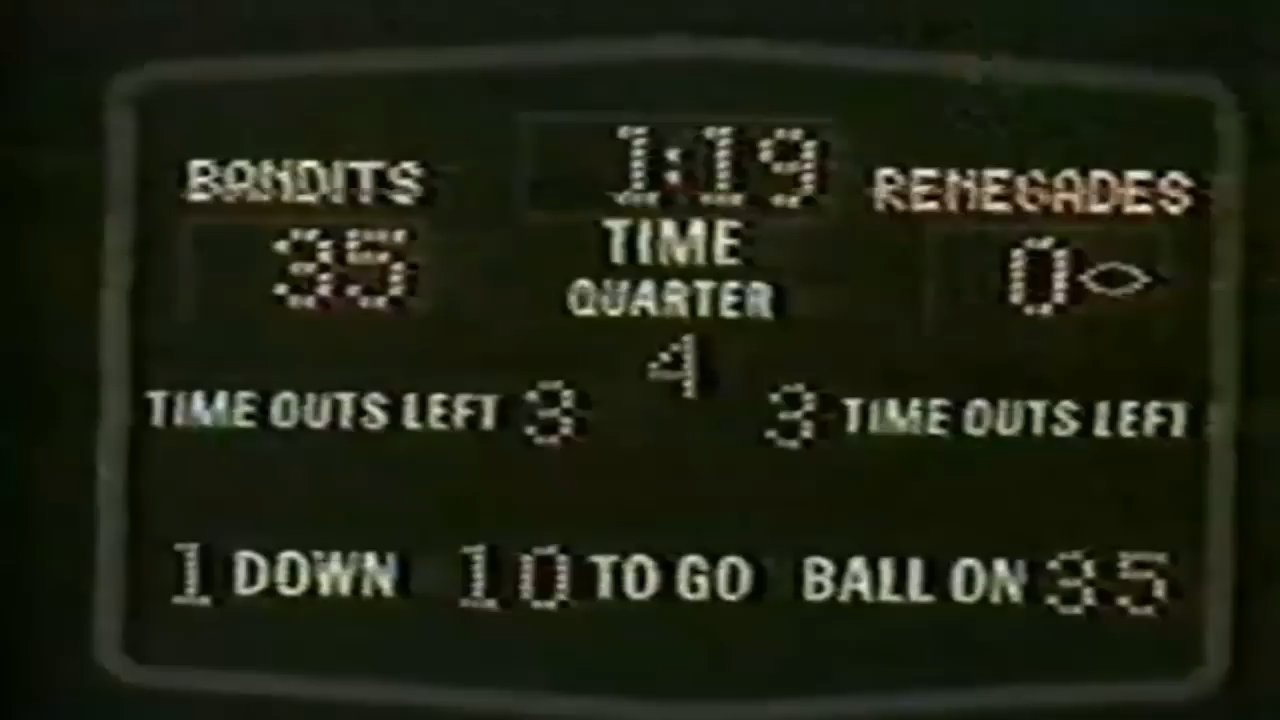 1:19
BANDITS RENEGADES
35 TIME 0
QUARTER
4
TIME OUTS LEFT 3 3 TIME OUTS LEFT
1 DOWN 10 TO GO BALL ON 35